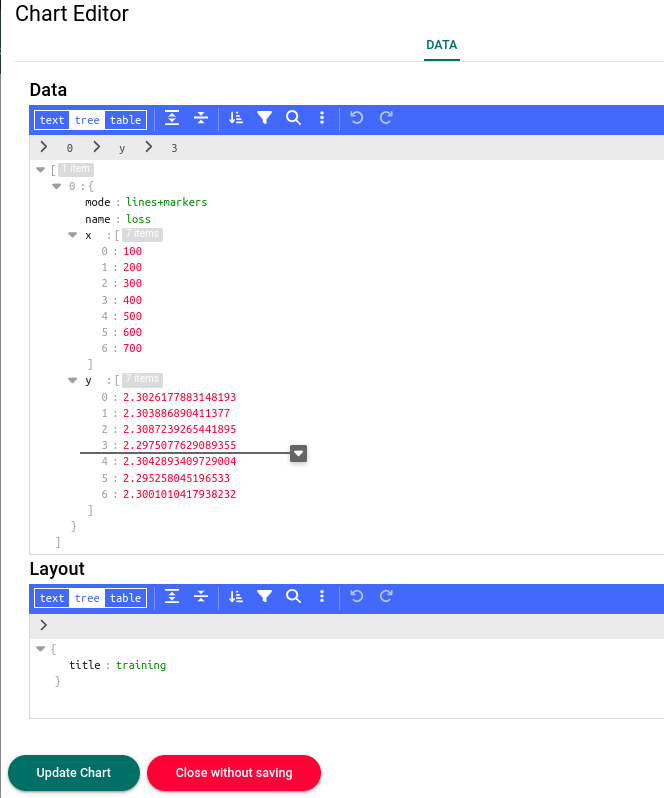 Chart Editor
DATA
Data
text tree table
0 y 3
[ 1 item
0 : {
mode : lines+markers
name : loss
x : [ 7 items
0 : 100
1 : 200
2 : 300
3 : 400
4 : 500
5 : 600
6 : 700
]
y : [ 7 items
0 : 2.3026177883148193
1 : 2.303886890411377
2 : 2.3087239265441895
3 : 2.2975077629089355
4 : 2.3042893409729004
5 : 2.295258045196533
6 : 2.3001010417938232
]
}
]
Layout
text tree table
{
title : training
}
Update Chart Close without saving